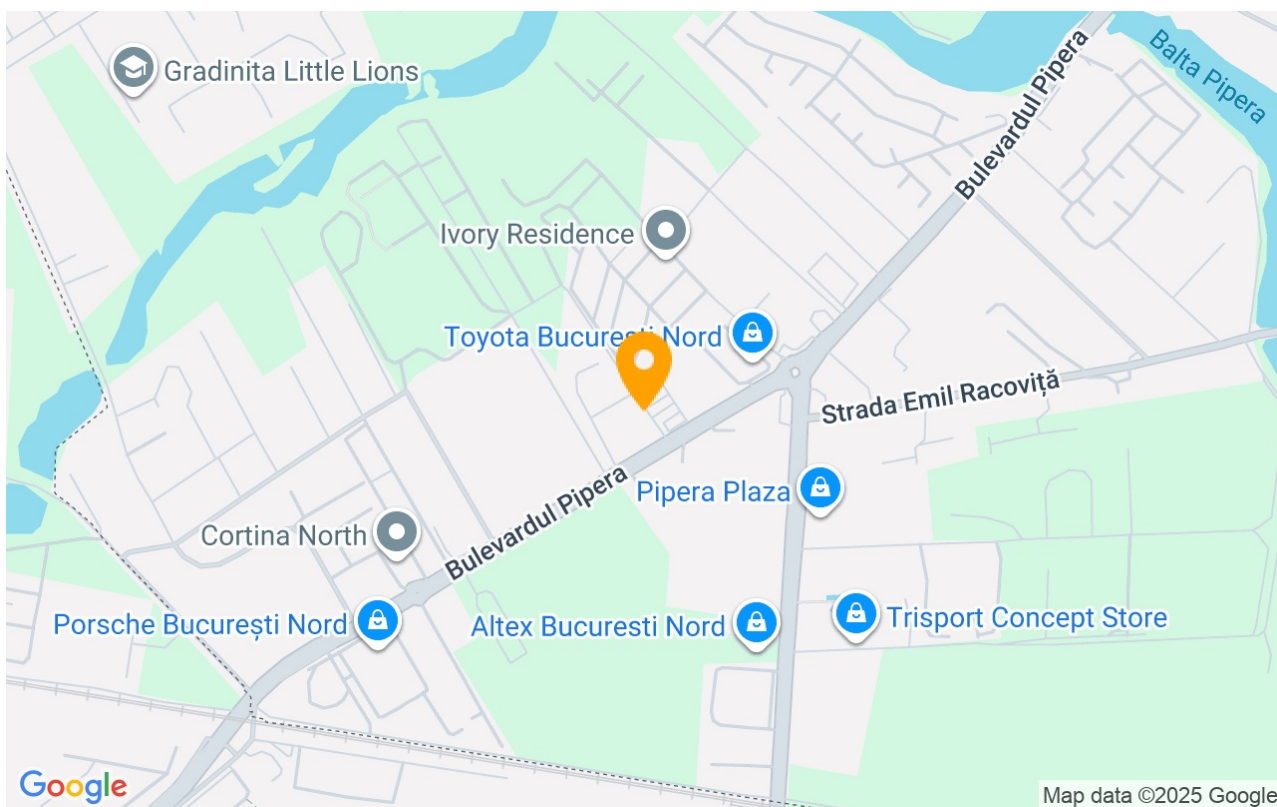 Gradinita Little Lions
Balta Pipera
Bulevardul Pipera
Ivory Residence
Toyota București Nord
Strada Emil Racoviță
Bulevardul Pipera
Pipera Plaza
Cortina North
Porsche București Nord
Altex Bucuresti Nord
Trisport Concept Store
Google
Map data ©2025 Google